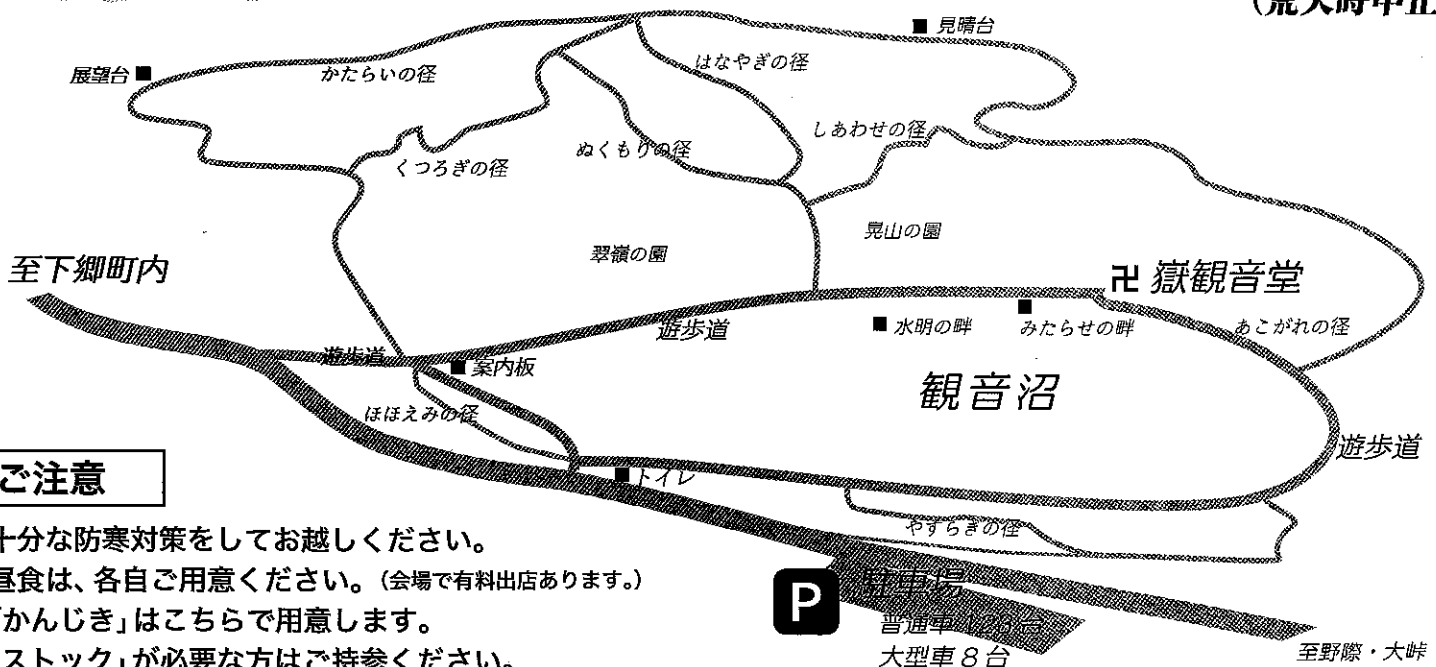 （荒天時中止
■ 見晴台
展望台 ■
かたらいの径
はなやぎの径
しあわせの径
ぬくもりの径
くつろぎの径
晃山の園
翠嶺の園
至下郷町内
卍 嶽観音堂
遊歩道
■ 水明の畔
みたらせの畔
あこがれの径
遊歩道
■ 案内板
観音沼
ほほえみの径
遊歩道
ご注意
■トイレ
やすらぎの径
十分な防寒対策をしてお越しください。
昼食は、各自ご用意ください。（会場で有料出店あります。）
「かんじき」はこちらで用意します。
ストック」が必要な方はご持参ください。
P 駐車場
普通車
大型車８台
至野際・大峠